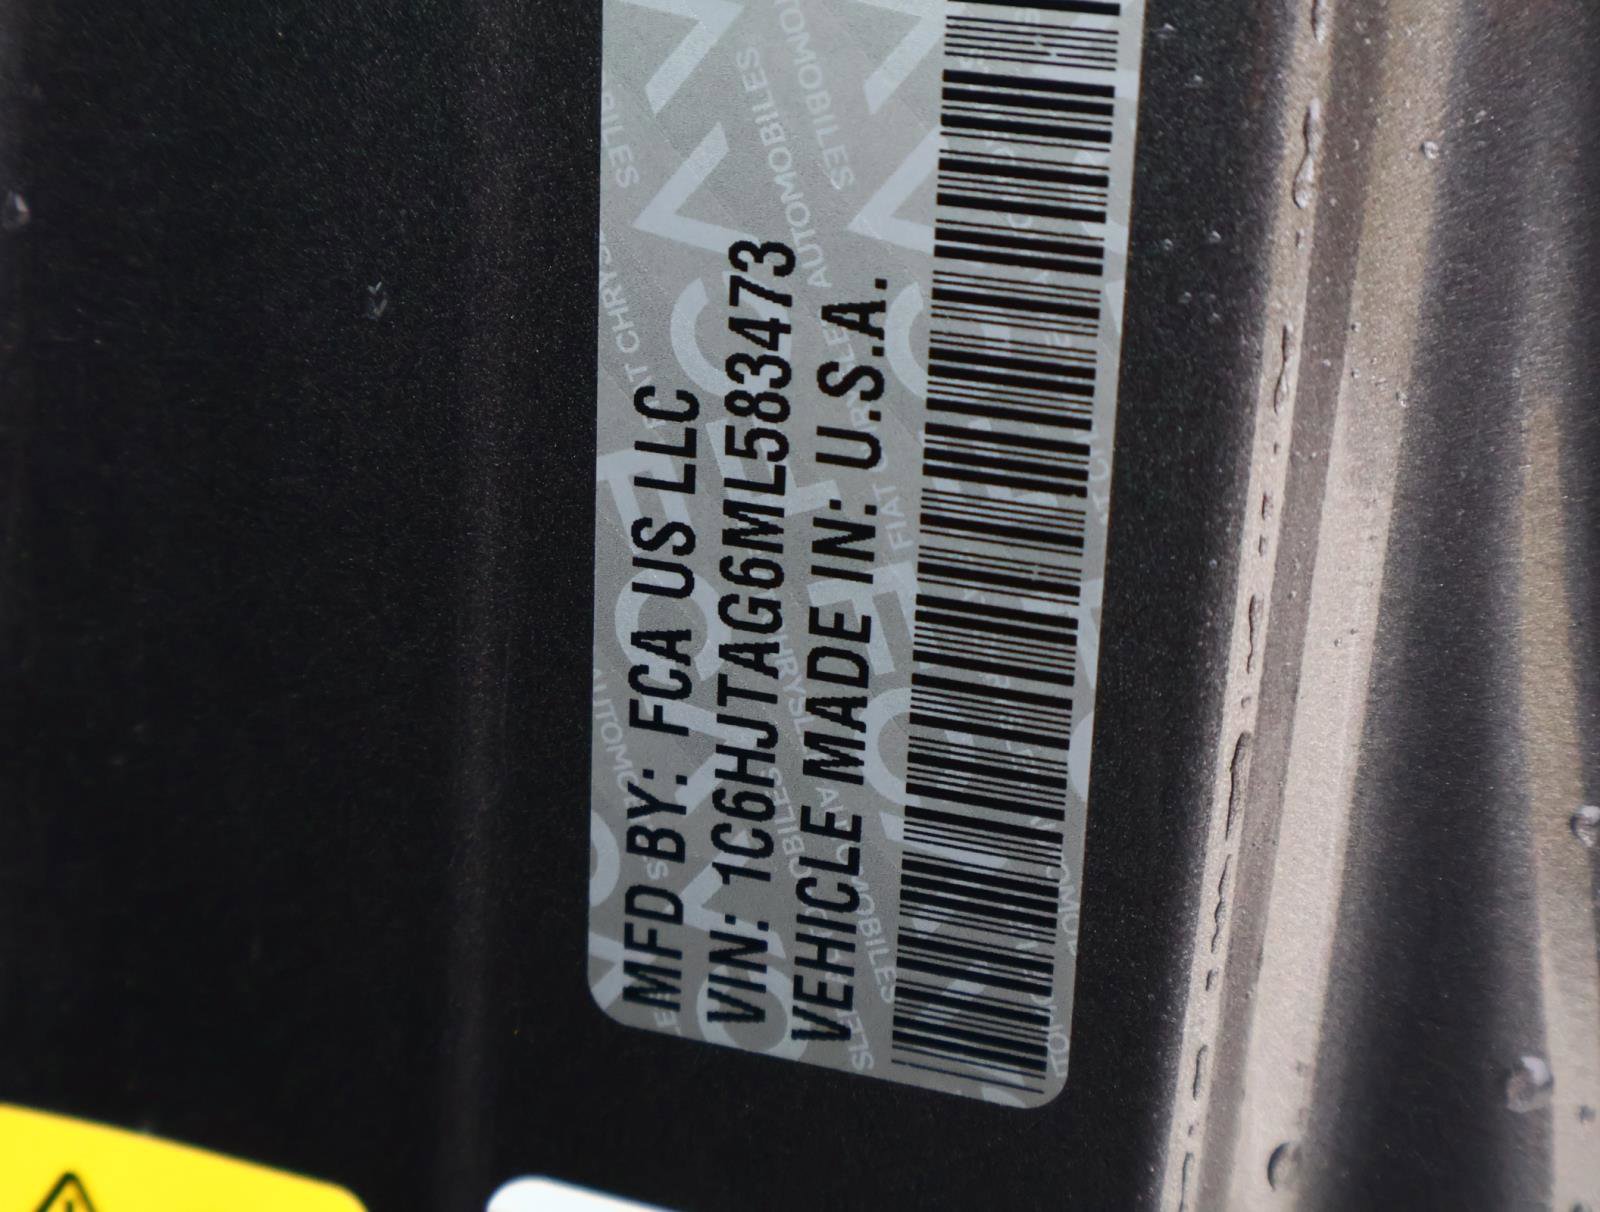 MFD BY: FCA US LLC
VIN: 1C6HJTAG6ML583473
VEHICLE MADE IN: U.S.A.